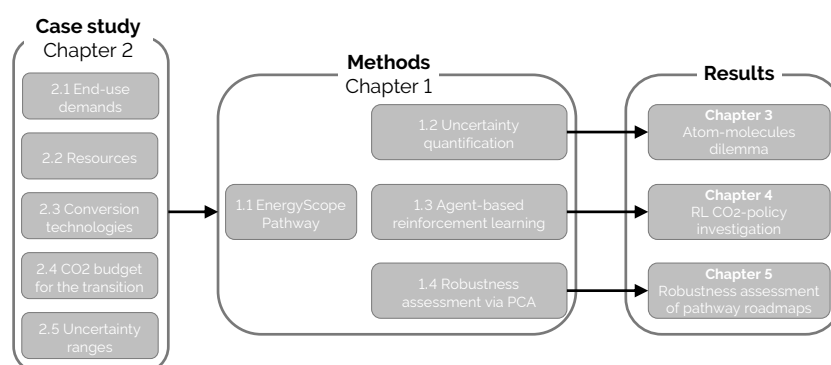 Case study
Chapter 2
2.1 End-use
demands
2.2 Resources
2.3 Conversion
technologies
2.4 CO2 budget
for the transition
2.5 Uncertainty
ranges
Methods
Chapter 1
1.1 EnergyScope
Pathway
1.2 Uncertainty
quantification
1.3 Agent-based
reinforcement learning
1.4 Robustness
assessment via PCA
Results
Chapter 3
Atom-molecules
dilemma
Chapter 4
RL CO2-policy
investigation
Chapter 5
Robustness assessment
of pathway roadmaps